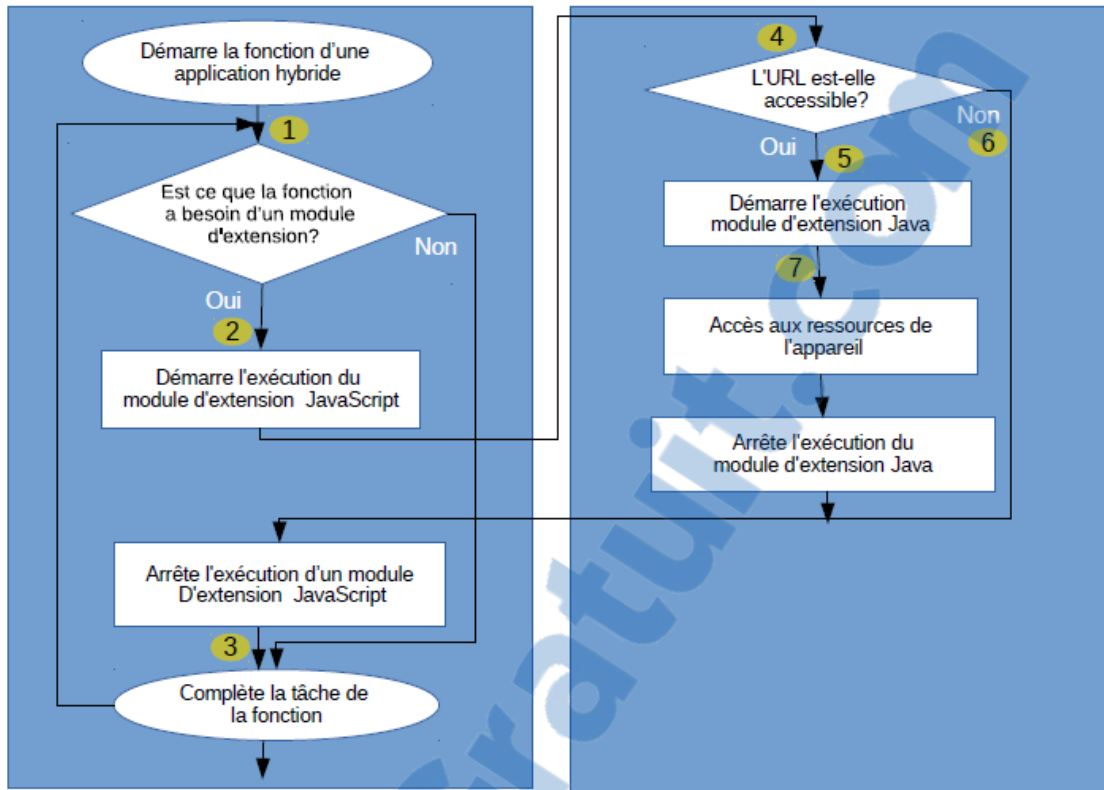 Démarre la fonction d'une
application hybride
1
Est ce que la fonction
a besoin d'un module
d'extension?
Non
Oui
2
Démarre l'exécution du
module d'extension JavaScript
Arrête l'exécution d'un module
D'extension JavaScript
3
Complète la tâche de
la fonction
4
L'URL est-elle
accessible?
Non
6
Oui
5
Démarre l'exécution
module d'extension Java
7
Accès aux ressources de
l'appareil
Arrête l'exécution du
module d'extension Java
ratuit.com